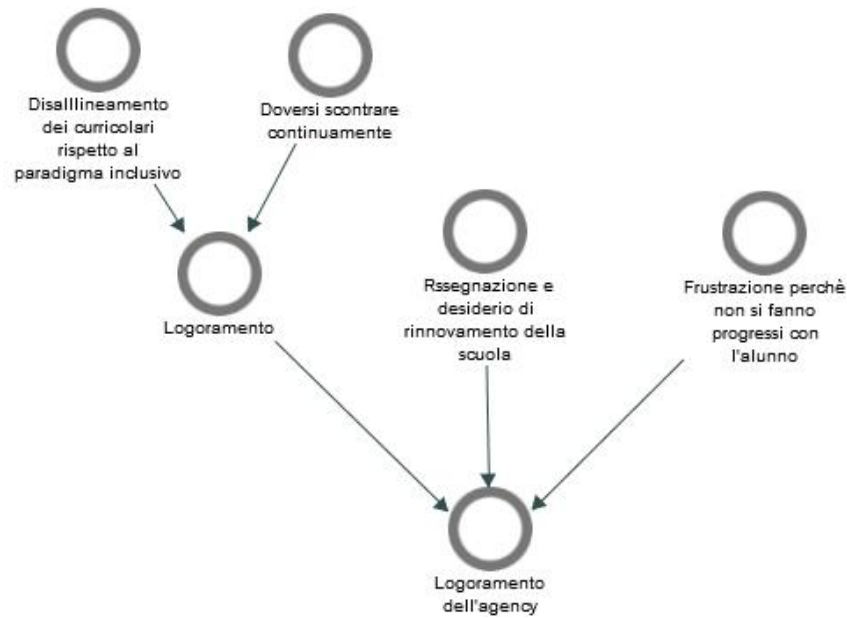 Disalllineamento
dei curricolari
rispetto al
paradigma inclusivo
Doversi scontrare
continuamente
Logoramento
Rssegnazione e
desiderio di
rinnovamento della
scuola
Frustrazione perchè
non si fanno
progressi con
l'alunno
Logoramento
dell'agency